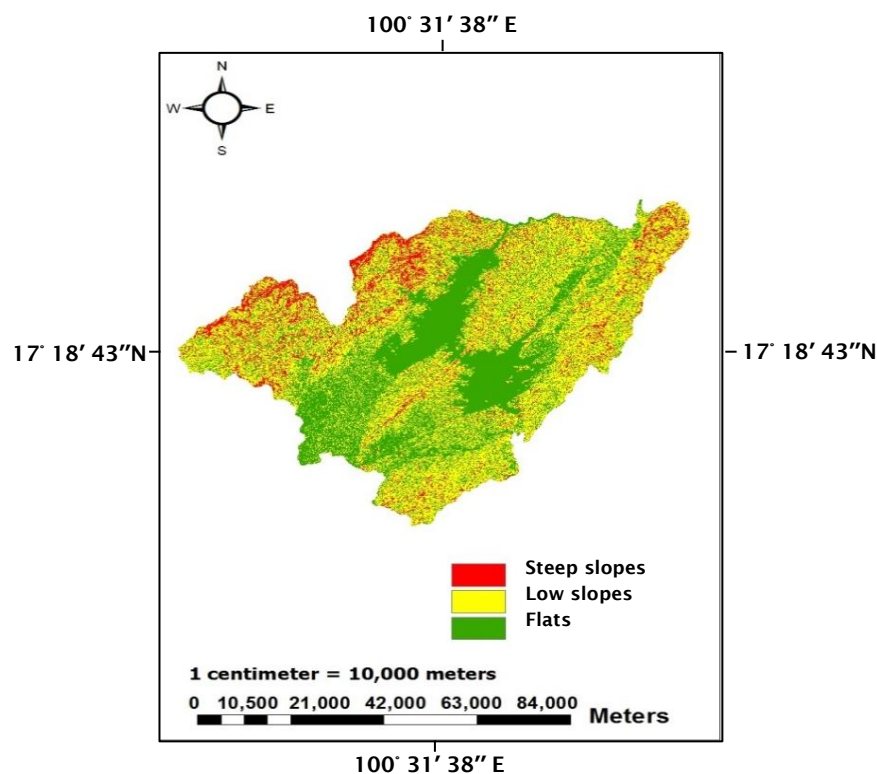 100° 31′ 38″ E
N
W E
S
17° 18′ 43″N 17° 18′ 43″N
Steep slopes
Low slopes
Flats
1 centimeter = 10,000 meters
0 10,500 21,000 42,000 63,000 84,000
Meters
100° 31′ 38″ E